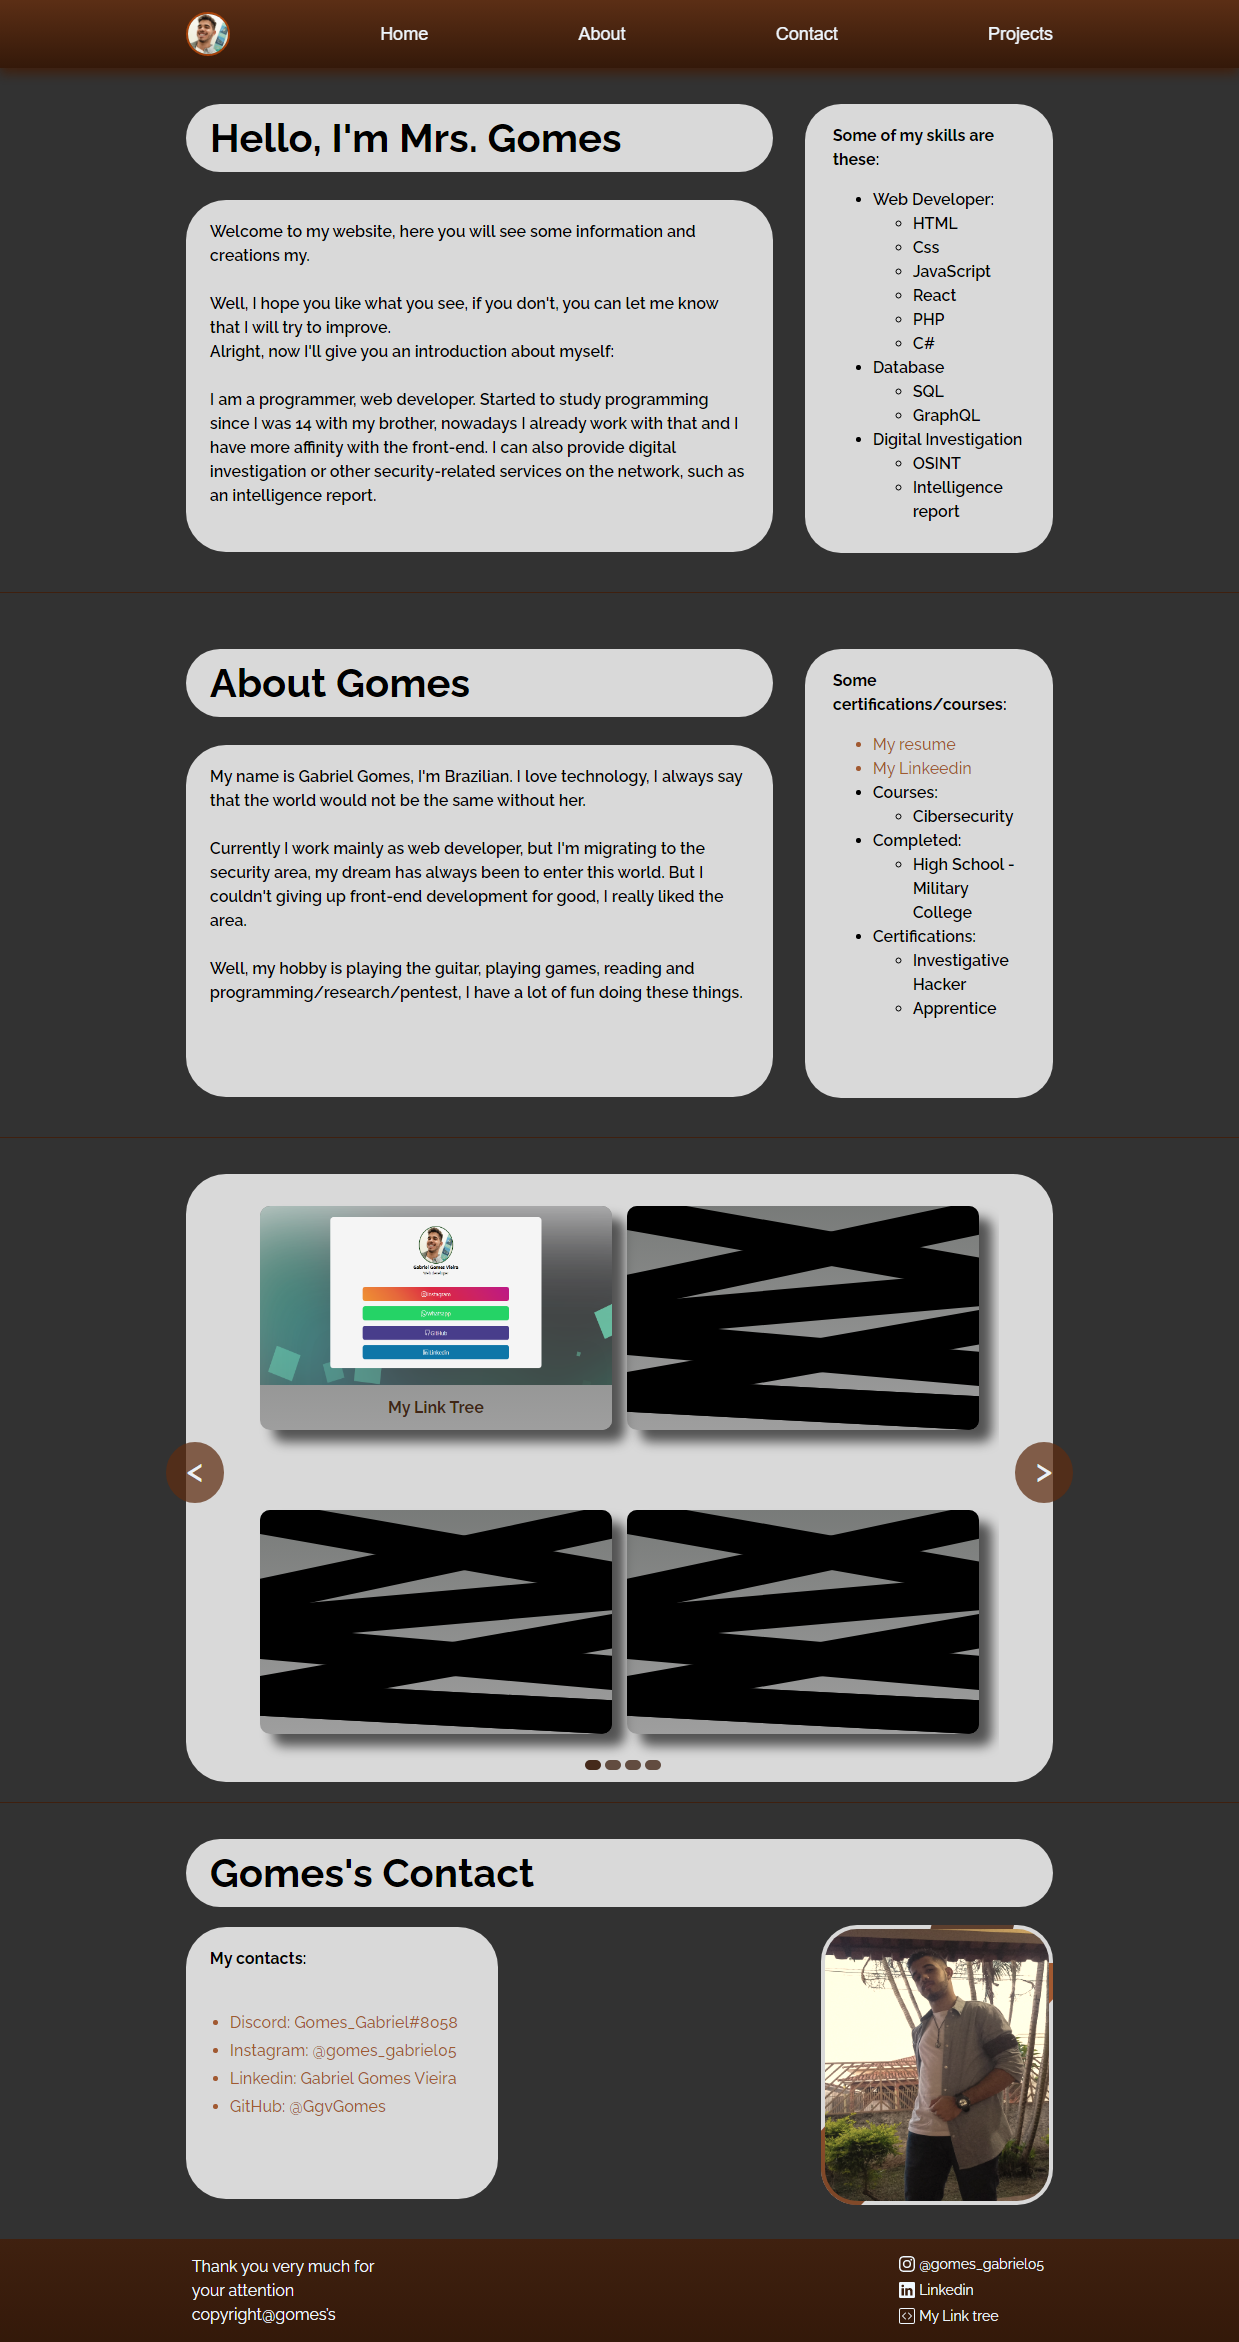 Home
About
Contact
Projects
Hello, I'm Mrs. Gomes
Welcome to my website, here you will see some information and
creations my.
Well, I hope you like what you see, if you don't, you can let me know
that I will try to improve.
Alright, now I'll give you an introduction about myself:
I am a programmer, web developer. Started to study programming
since I was 14 with my brother, nowadays I already work with that and I
have more affinity with the front-end. I can also provide digital
investigation or other security-related services on the network, such as
an intelligence report.
Some of my skills are
these:
Web Developer:
HTML
Css
JavaScript
React
PHP
C#
Database
SQL
GraphQL
Digital Investigation
OSINT
Intelligence
report
About Gomes
My name is Gabriel Gomes, I'm Brazilian. I love technology, I always say
that the world would not be the same without her.
Currently I work mainly as web developer, but I'm migrating to the
security area, my dream has always been to enter this world. But I
couldn't giving up front-end development for good, I really liked the
area.
Well, my hobby is playing the guitar, playing games, reading and
programming/research/pentest, I have a lot of fun doing these things.
Some
certifications/courses:
My resume
My Linkeedin
Courses:
Cibersecurity
Completed:
High School -
Military
College
Certifications:
Investigative
Hacker
Apprentice
Gabriel Gomes Vieira
Instagram
Whatsapp
GitHub
Linkedin
My Link Tree
<
>
Gomes's Contact
My contacts:
Discord: Gomes_Gabriel#8058
Instagram: @gomes_gabriel05
Linkedin: Gabriel Gomes Vieira
GitHub: @GgvGomes
Thank you very much for
your attention
copyright@gomes's
@gomes_gabriel05
Linkedin
My Link tree